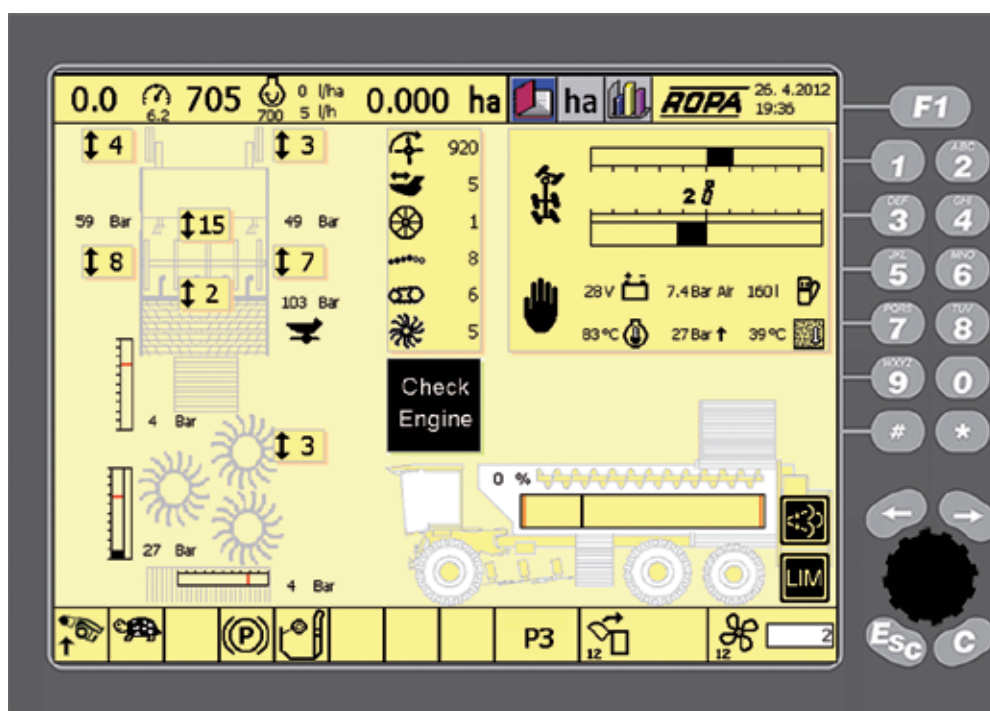 0.0 6.2 705 700 0 l/ha 5 l/h 0.000 ha ha ROPA 26. 4.2012 19:36
F1
4 3 920
5
59 Bar 15 49 Bar 1
8 7 8
2 103 Bar 6
5
2
28V 7.4Bar Air 160l
83°C 27Bar 39°C
Check
Engine
4 Bar
3
0 %
27 Bar
LIM
4 Bar
P P3 12 12 2
1 ABC 2
DEF 3 GHI 4
JKL 5 MNO 6
PQRS 7 TUV 8
WXYZ 9 0
# *
Esc C